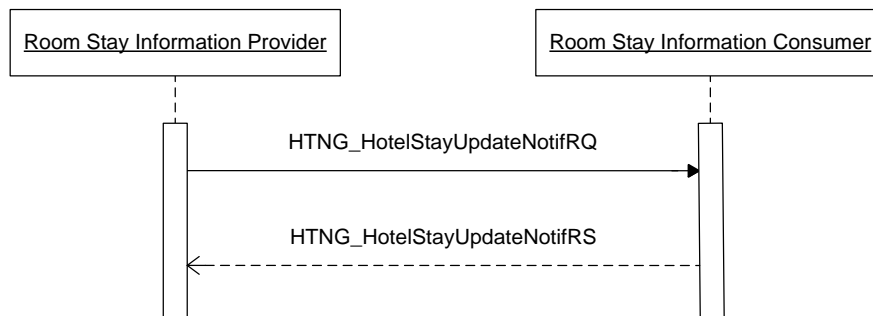 Room Stay Information Provider
Room Stay Information Consumer
HTNG_HotelStayUpdateNotifRQ
HTNG_HotelStayUpdateNotifRS